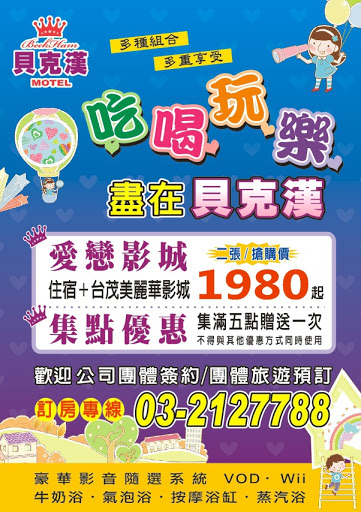 BeckHam
貝克漢
MOTEL
多種組合
多重享受
吃喝玩樂
盡在貝克漢
愛戀影城
二張/搶購價
住宿+台茂美麗華影城 1980起
集點優惠
集滿五點贈送一次
不得與其他優惠方式同時使用
歡迎公司團體簽約/團體旅遊預訂
訂房專線 03-2127788
豪華影音隨選系統 VOD· Wii
牛奶浴·氣泡浴·按摩浴缸·蒸汽浴